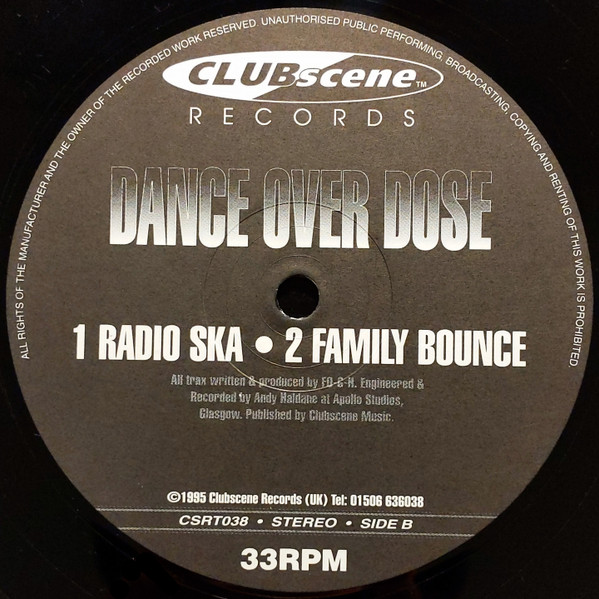 ALL RIGHTS OF THE MANUFACTURER AND THE OWNER OF THE RECORDED WORK RESERVED. UNAUTHORISED PUBLIC PERFORMING, BROADCASTING, COPYING AND RENTING OF THIS WORK IS PROHIBITED
CLUBscene™
RECORDS
DANCE OVER DOSE
1 RADIO SKA • 2 FAMILY BOUNCE
All trax written & produced by FD-C-H. Engineered &
Recorded by Andy Haldane at Apollo Studios,
Glasgow. Published by Clubscene Music.
©1995 Clubscene Records (UK) Tel: 01506 636038
CSRT038 • STEREO • SIDE B
33RPM